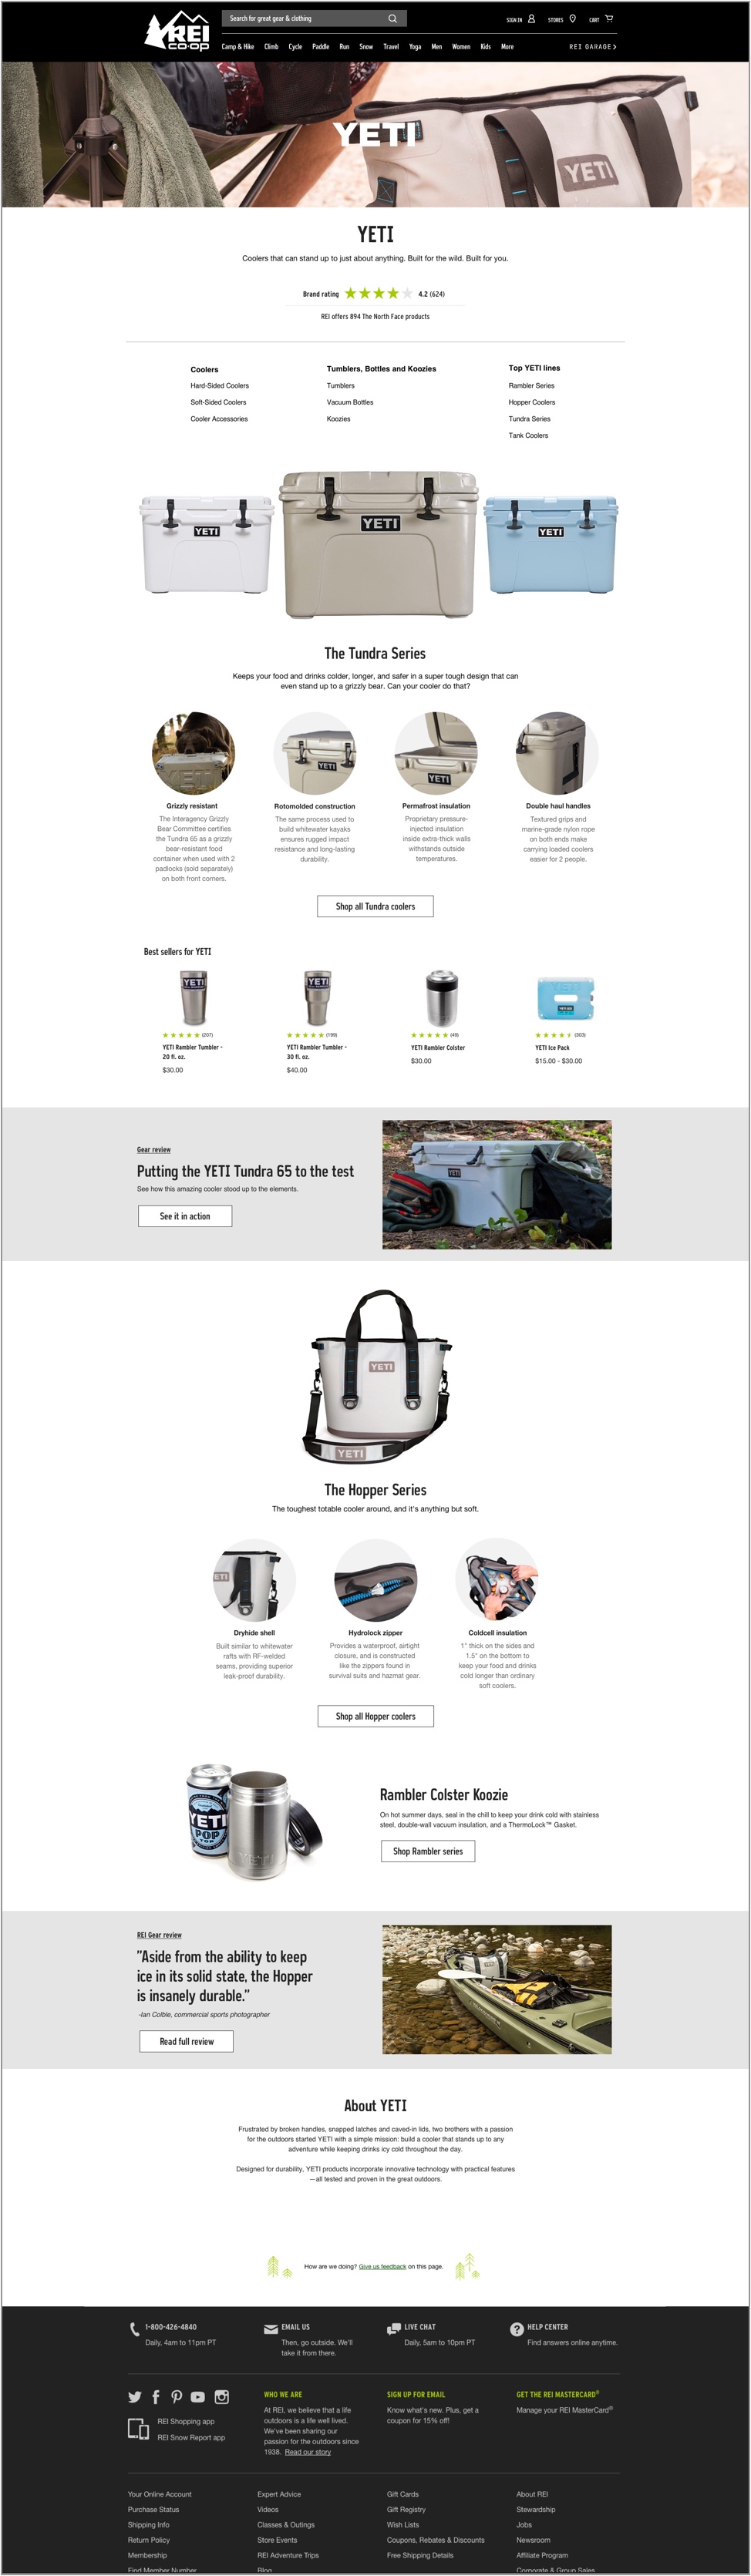 REI
CO·OP
Search for great gear & clothing
SIGN IN
STORES
CART
Camp & Hike Climb Cycle Paddle Run Snow Travel Yoga Men Women Kids More
REI GARAGE
YETI
YETI
YETI
Coolers that can stand up to just about anything. Built for the wild. Built for you.
Brand rating 4.2 (624)
REI offers 894 The North Face products
Coolers
Hard-Sided Coolers
Soft-Sided Coolers
Cooler Accessories
Tumblers, Bottles and Koozies
Tumblers
Vacuum Bottles
Koozies
Top YETI lines
Rambler Series
Hopper Coolers
Tundra Series
Tank Coolers
YETI
YETI
YETI
The Tundra Series
Keeps your food and drinks colder, longer, and safer in a super tough design that can
even stand up to a grizzly bear. Can your cooler do that?
YETI
YETI
YETI
Grizzly resistant
The Interagency Grizzly
Bear Committee certifies
the Tundra 65 as a grizzly
bear-resistant food
container when used with 2
padlocks (sold separately)
on both front corners.
Rotomolded construction
The same process used to
build whitewater kayaks
ensures rugged impact
resistance and long-lasting
durability.
Permafrost insulation
Proprietary pressure-
injected insulation
inside extra-thick walls
withstands outside
temperatures.
Double haul handles
Textured grips and
marine-grade nylon rope
on both ends make
carrying loaded coolers
easier for 2 people.
Shop all Tundra coolers
Best sellers for YETI
YETI
YETI
YETI
(207)
YETI Rambler Tumbler -
20 fl. oz.
$30.00
(199)
YETI Rambler Tumbler -
30 fl. oz.
$40.00
(49)
YETI Rambler Colster
$30.00
(303)
YETI Ice Pack
$15.00 - $30.00
Gear review
Putting the YETI Tundra 65 to the test
See how this amazing cooler stood up to the elements.
See it in action
YETI
YETI
YETI
The Hopper Series
The toughest totable cooler around, and it's anything but soft.
ETI
Dryhide shell
Built similar to whitewater
rafts with RF-welded
seams, providing superior
leak-proof durability.
Hydrolock zipper
Provides a waterproof, airtight
closure, and is constructed
like the zippers found in
survival suits and hazmat gear.
Coldcell insulation
1" thick on the sides and
1.5" on the bottom to
keep your food and drinks
cold longer than ordinary
soft coolers.
Shop all Hopper coolers
YETI
POP
TOP
YETI
Rambler Colster Koozie
On hot summer days, seal in the chill to keep your drink cold with stainless
steel, double-wall vacuum insulation, and a ThermoLock™ Gasket.
Shop Rambler series
REI Gear review
"Aside from the ability to keep
ice in its solid state, the Hopper
is insanely durable."
-Ian Coble, commercial sports photographer
Read full review
About YETI
Frustrated by broken handles, snapped latches and caved-in lids, two brothers with a passion
for the outdoors started YETI with a simple mission: build a cooler that stands up to any
adventure while keeping drinks icy cold throughout the day.
Designed for durability, YETI products incorporate innovative technology with practical features
—all tested and proven in the great outdoors.
How are we doing? Give us feedback on this page.
1-800-426-4840
Daily, 4am to 11pm PT
EMAIL US
Then, go outside. We'll
take it from there.
LIVE CHAT
Daily, 5am to 10pm PT
HELP CENTER
Find answers online anytime.
REI Shopping app
REI Snow Report app
WHO WE ARE
At REI, we believe that a life
outdoors is a life well lived.
We've been sharing our
passion for the outdoors since
1938. Read our story
SIGN UP FOR EMAIL
Know what's new. Plus, get a
coupon for 15% off!
GET THE REI MASTERCARD®
Manage your REI MasterCard®
Your Online Account
Purchase Status
Shipping Info
Return Policy
Membership
Find Member Number
Expert Advice
Videos
Classes & Outings
Store Events
REI Adventure Trips
Blog
Gift Cards
Gift Registry
Wish Lists
Coupons, Rebates & Discounts
Free Shipping Details
About REI
Stewardship
Jobs
Newsroom
Affiliate Program
Corporate & Group Sales